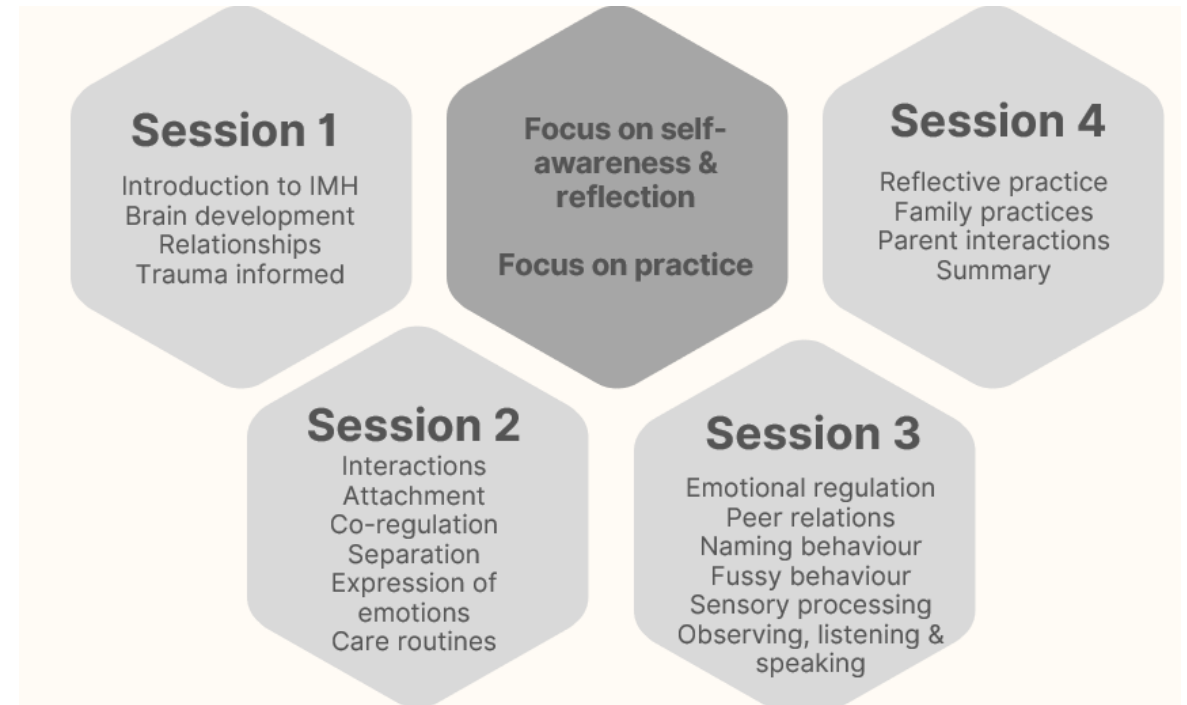 Session 1
Introduction to IMH
Brain development
Relationships
Trauma informed
Focus on self-
awareness &
reflection
Focus on practice
Session 4
Reflective practice
Family practices
Parent interactions
Summary
Session 2
Interactions
Attachment
Co-regulation
Separation
Expression of
emotions
Care routines
Session 3
Emotional regulation
Peer relations
Naming behaviour
Fussy behaviour
Sensory processing
Observing, listening &
speaking